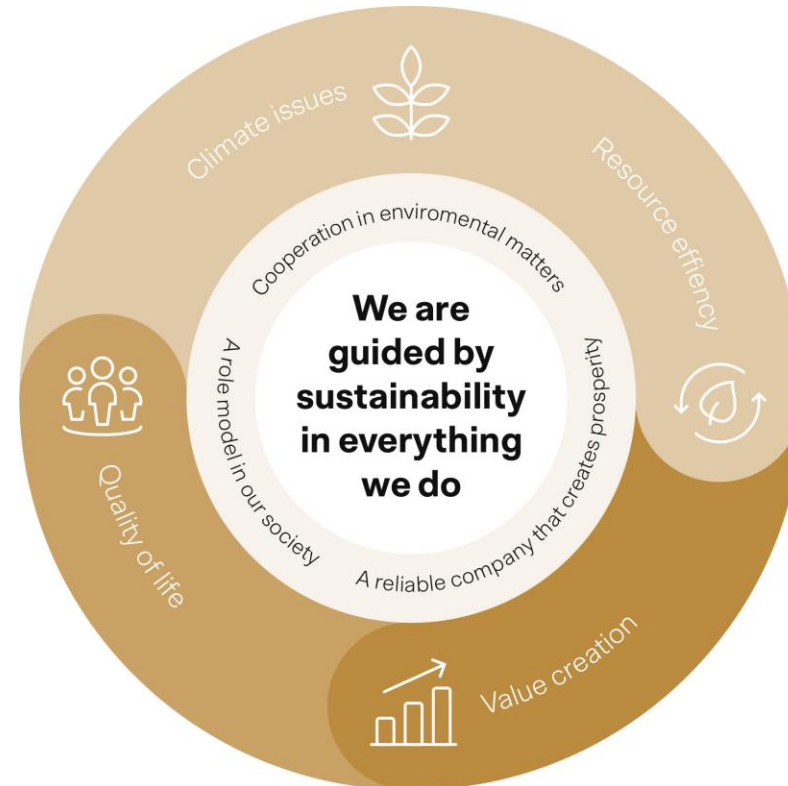 Climate issues
Resource effiency
Cooperation in enviromental matters
We are
guided by
sustainability
in everything
we do
A role model in our society
A reliable company that creates prosperity
Quality of life
Value creation